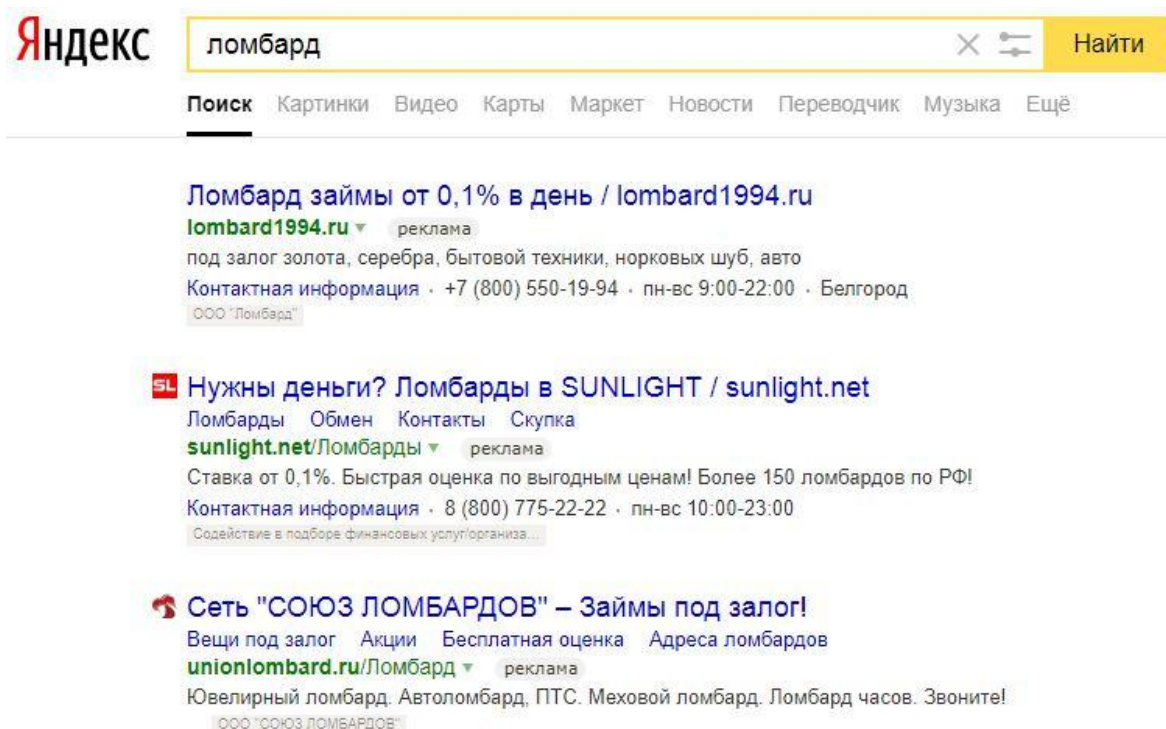 Яндекс ломбард Найти
Поиск Картинки Видео Карты Маркет Новости Переводчик Музыка Ещё
Ломбард займы от 0,1% в день / lombard1994.ru
lombard1994.ru реклама
под залог золота, серебра, бытовой техники, норковых шуб, авто
Контактная информация · +7 (800) 550-19-94 · пн-вс 9:00-22:00 · Белгород
ООО "Ломбард"
SL Нужны деньги? Ломбарды в SUNLIGHT / sunlight.net
Ломбарды Обмен Контакты Скупка
sunlight.net/Ломбарды реклама
Ставка от 0,1%. Быстрая оценка по выгодным ценам! Более 150 ломбардов по РФ!
Контактная информация · 8 (800) 775-22-22 · пн-вс 10:00-23:00
Содействие в подборе финансовых услуг/организа...
Сеть "СОЮЗ ЛОМБАРДОВ" – Займы под залог!
Вещи под залог Акции Бесплатная оценка Адреса ломбардов
unionlombard.ru/Ломбард реклама
Ювелирный ломбард. Автоломбард, ПТС. Меховой ломбард. Ломбард часов. Звоните!
ООО "СОЮЗ ЛОМБАРДОВ"